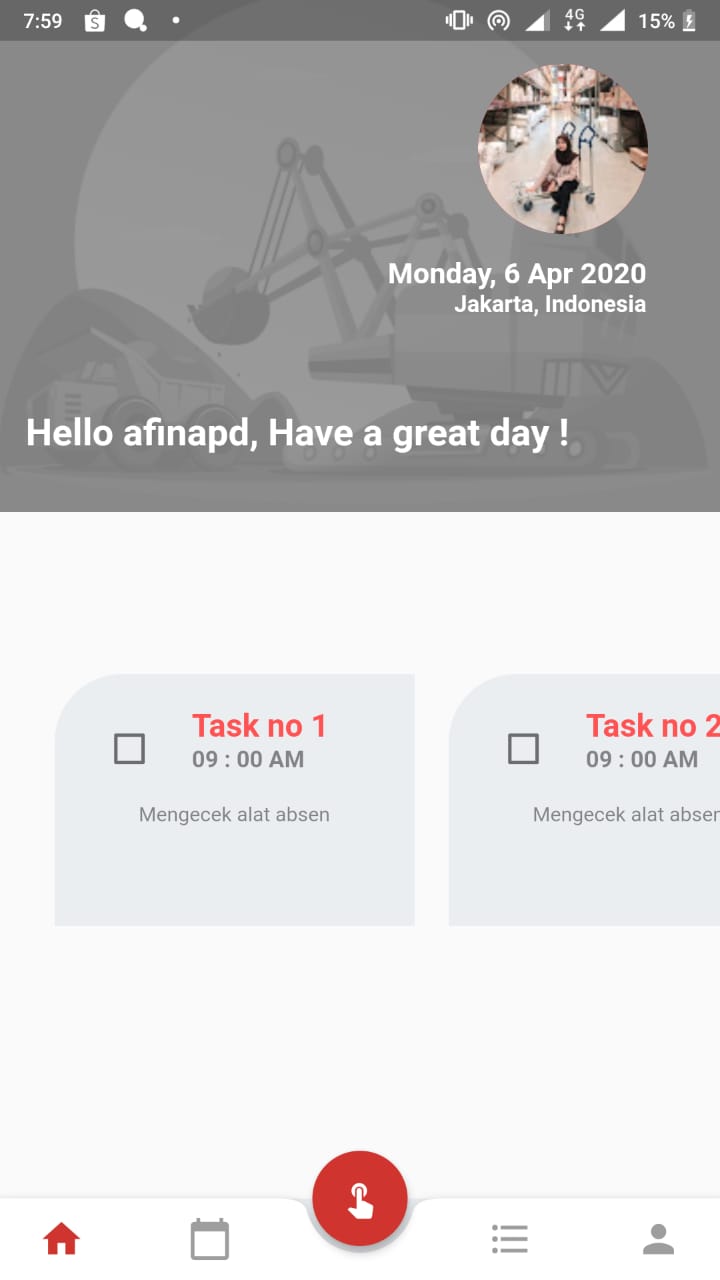 7:59
4G
15%
Monday, 6 Apr 2020
Jakarta, Indonesia
Hello afinapd, Have a great day !
Task no 1
09 : 00 AM
Mengecek alat absen
Task no 2
09 : 00 AM
Mengecek alat absen